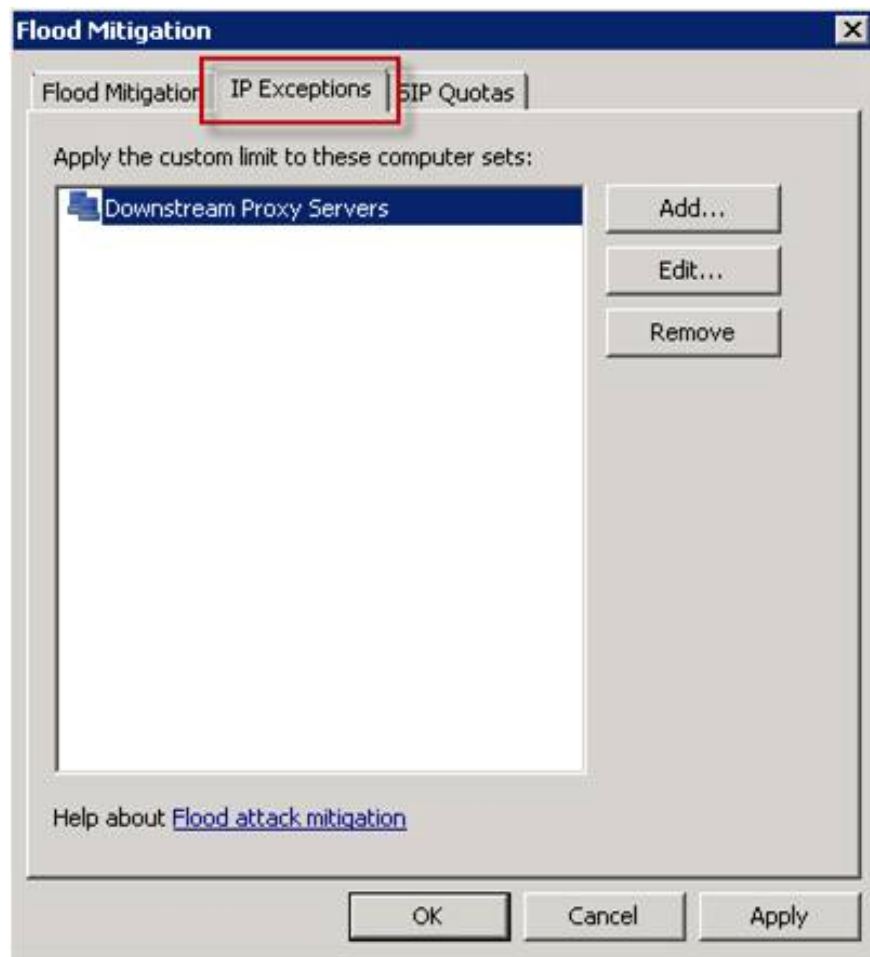 Flood Mitigation
Flood Mitigation IP Exceptions SIP Quotas
Apply the custom limit to these computer sets:
Downstream Proxy Servers
Add...
Edit...
Remove
Help about Flood attack mitigation
OK Cancel Apply